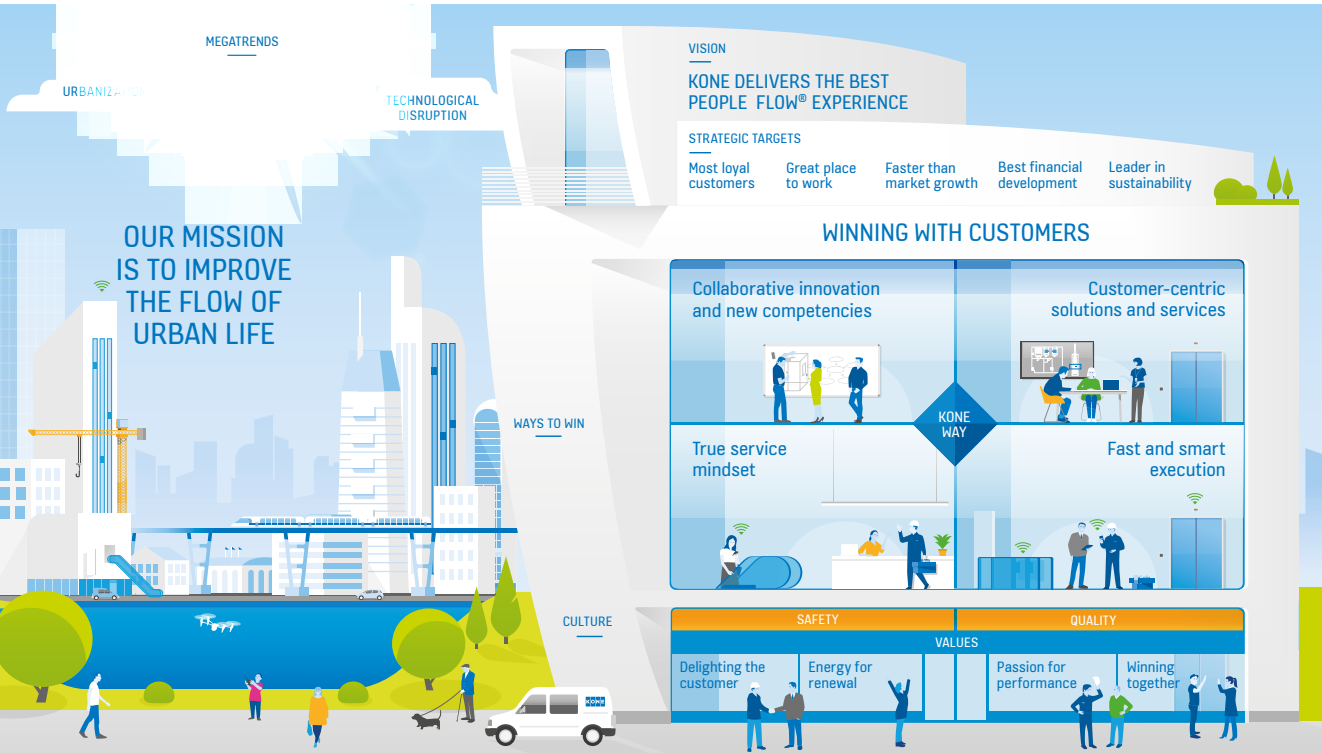 MEGATRENDS
TECHNOLOGICAL
DISRUPTION
OUR MISSION
IS TO IMPROVE
THE FLOW OF
URBAN LIFE
VISION
KONE DELIVERS THE BEST
PEOPLE FLOW® EXPERIENCE
STRATEGIC TARGETS
Most loyal
customers
Great place
to work
Faster than
market growth
Best financial
development
Leader in
sustainability
WINNING WITH CUSTOMERS
WAYS TO WIN
Collaborative innovation
and new competencies
Customer-centric
solutions and services
KONE
WAY
True service
mindset
Fast and smart
execution
CULTURE
SAFETY
QUALITY
VALUES
Delighting the
customer
Energy for
renewal
Passion for
performance
Winning
together
KONE